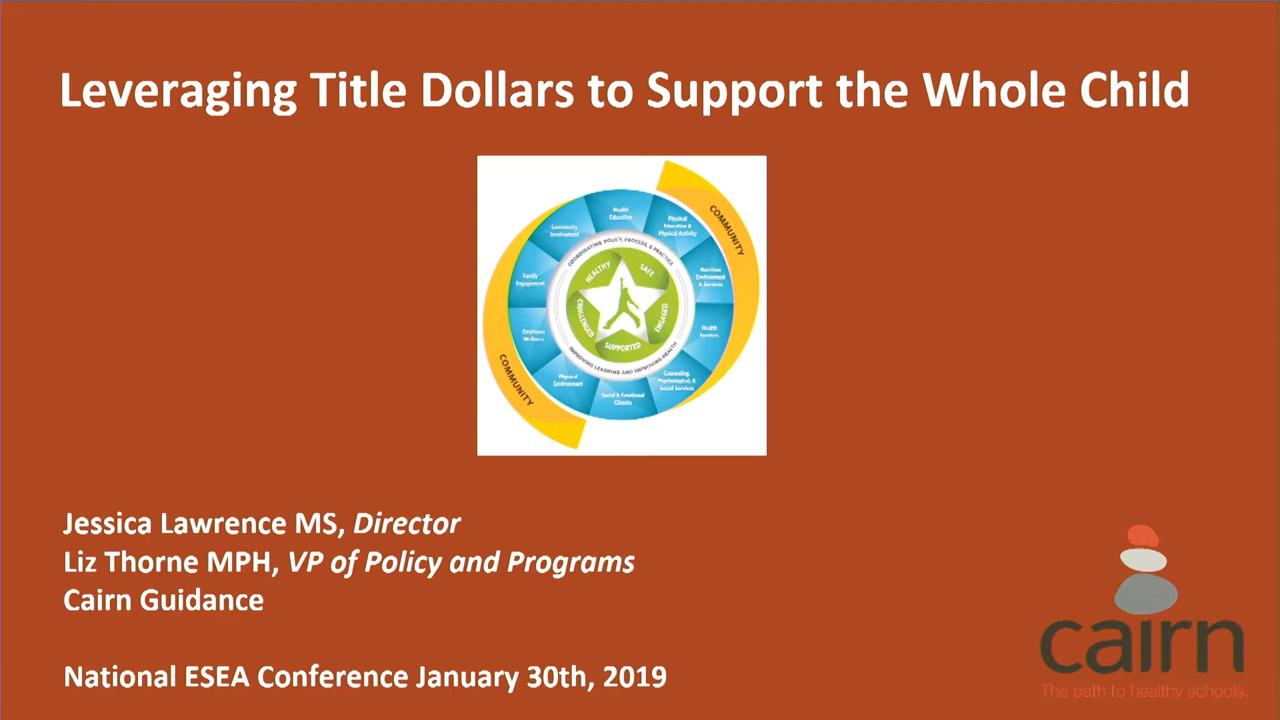 Leveraging Title Dollars to Support the Whole Child
COMMUNITY
Health
Education
Physical
Education &
Physical Activity
Nutrition
Environment
& Services
Health
Services
Counseling,
Psychological, &
Social Services
Social & Emotional
Climate
Physical
Environment
Employee
Wellness
Family
Engagement
Community
Involvement
COORDINATING POLICY, PROCESS, & PRACTICE
IMPROVING LEARNING AND IMPROVING HEALTH
HEALTHY
SAFE
ENGAGED
SUPPORTED
CHALLENGED
COMMUNITY
Jessica Lawrence MS, Director
Liz Thorne MPH, VP of Policy and Programs
Cairn Guidance
National ESEA Conference January 30th, 2019
cairn
The path to healthy schools.